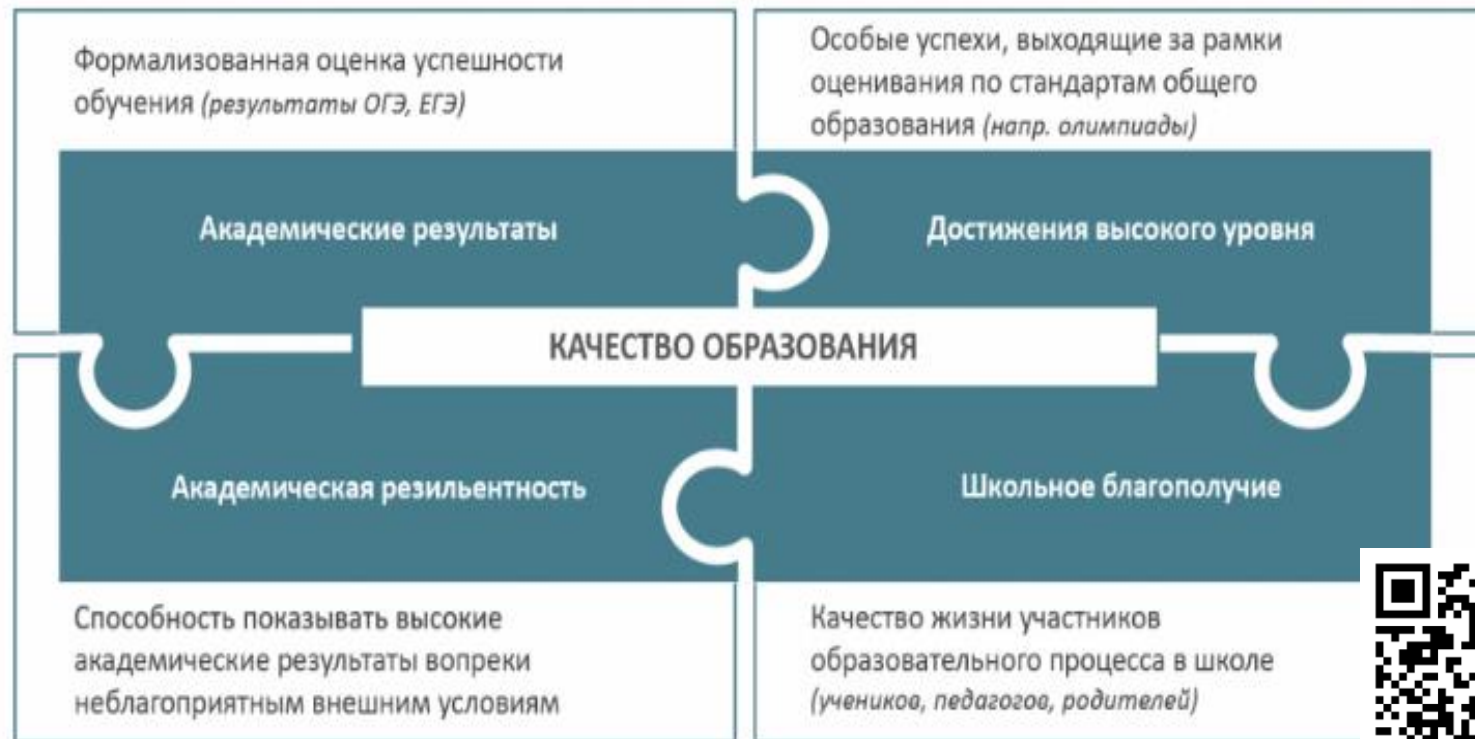 Формализованная оценка успешности
обучения (результаты ОГЭ, ЕГЭ)
Особые успехи, выходящие за рамки
оценивания по стандартам общего
образования (напр. олимпиады)
Академические результаты
Достижения высокого уровня
КАЧЕСТВО ОБРАЗОВАНИЯ
Академическая резильентность
Школьное благополучие
Способность показывать высокие
академические результаты вопреки
неблагоприятным внешним условиям
Качество жизни участников
образовательного процесса в школе
(учеников, педагогов, родителей)